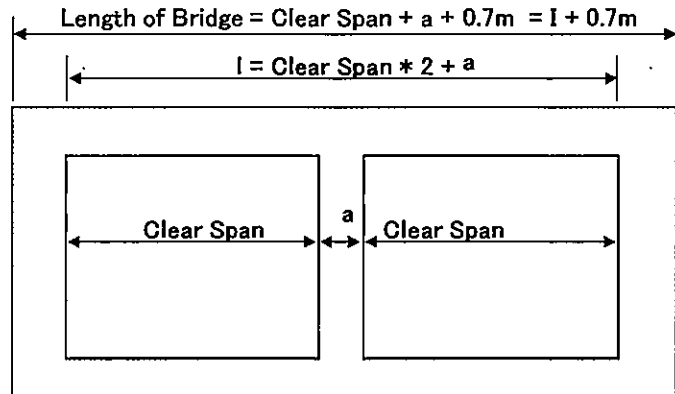 Length of Bridge = Clear Span + a + 0.7m = I + 0.7m
I = Clear Span * 2 + a
a
Clear Span
Clear Span